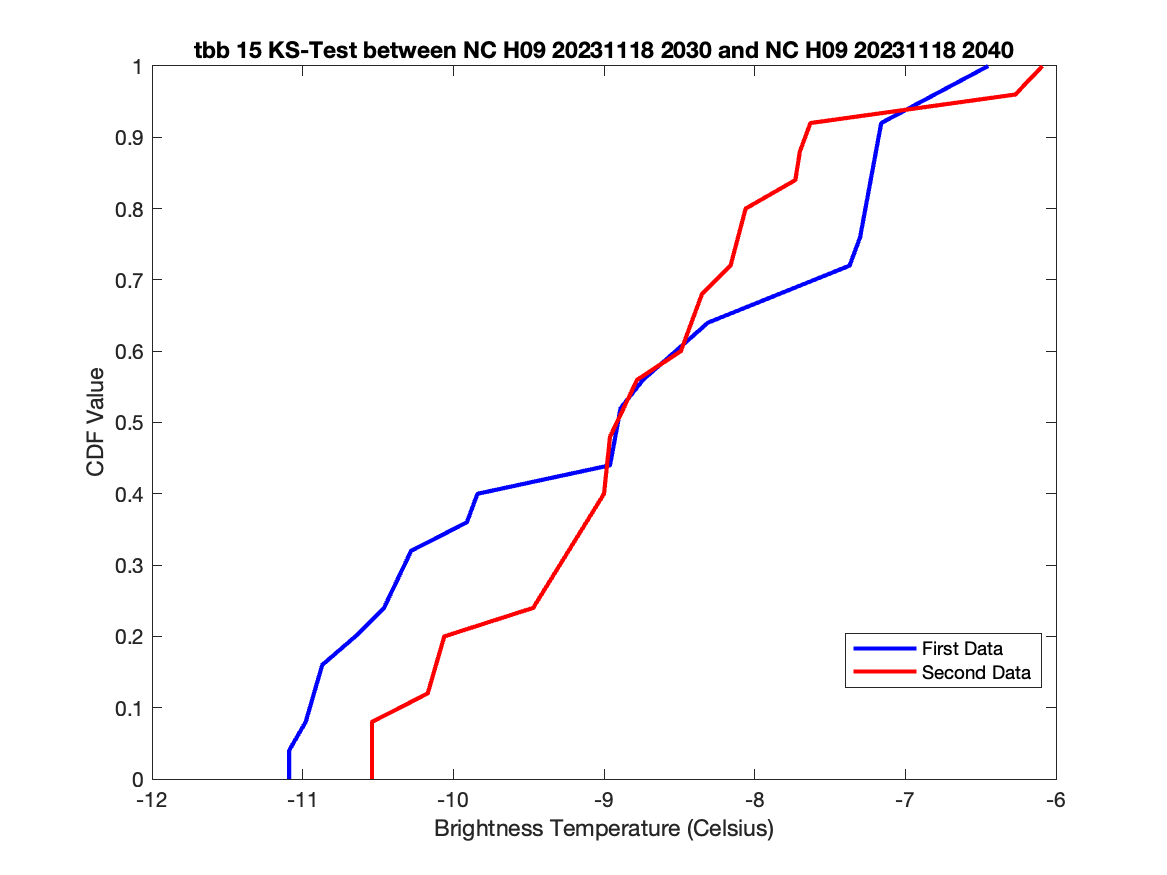 tbb 15 KS-Test between NC H09 20231118 2030 and NC H09 20231118 2040
1
0.9
0.8
0.7
0.6
0.5
0.4
0.3
0.2
0.1
0
CDF Value
First Data
Second Data
-12 -11 -10 -9 -8 -7 -6
Brightness Temperature (Celsius)